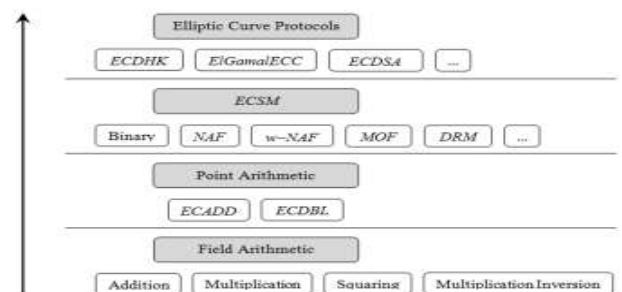 Elliptic Curve Protocols
ECDHK ElGamalECC ECDSA ...
ECSM
Binary NAF w-NAF MOF DRM ...
Point Arithmetic
ECADD ECDBL
Field Arithmetic
Addition Multiplication Squaring Multiplication Inversion